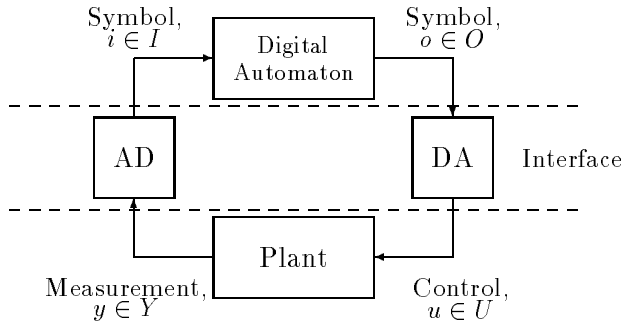 Symbol,
i ∈ I
Digital
Automaton
Symbol,
o ∈ O
AD
DA
Interface
Plant
Measurement,
y ∈ Y
Control,
u ∈ U